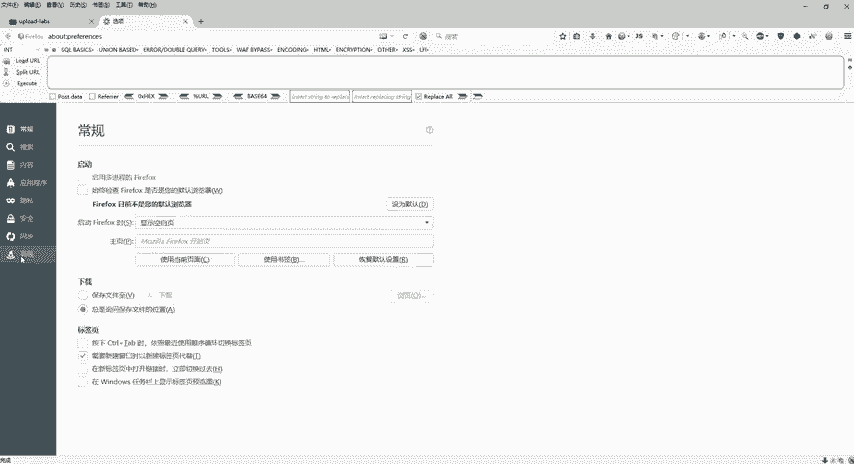 文件(F) 编辑(E) 查看(V) 历史(S) 书签(B) 工具(T) 帮助(H)
upload-labs 选项
Firefox about:preferences 搜索
INT SQL BASICS UNION BASED ERROR/DOUBLE QUERY TOOLS WAF BYPASS ENCODING HTML ENCRYPTION OTHER XSS LFI
Load URL
Split URL
Execute
Post data Referrer 0xHEX %URL BASE64 Insert string to replace Insert replacing string Replace All
常规
搜索
内容
应用程序
隐私
安全
同步
高级
常规
启动
启用多进程的 Firefox
始终检查 Firefox 是否是您的默认浏览器(W)
Firefox 目前不是您的默认浏览器 设为默认(D)
启动 Firefox 时(S): 显示空白页
主页(P): Mozilla Firefox 开始页
使用当前页面(C) 使用书签(B)... 恢复默认设置(R)
下载
保存文件至(V) 下载 浏览(O)...
总是询问保存文件的位置(A)
标签页
按下 Ctrl+Tab 时，依照最近使用顺序循环切换标签页
需要新建窗口时以新建标签页代替(T)
在新标签页中打开链接时，立即切换过去(H)
在 Windows 任务栏上显示标签页预览图(K)
完成